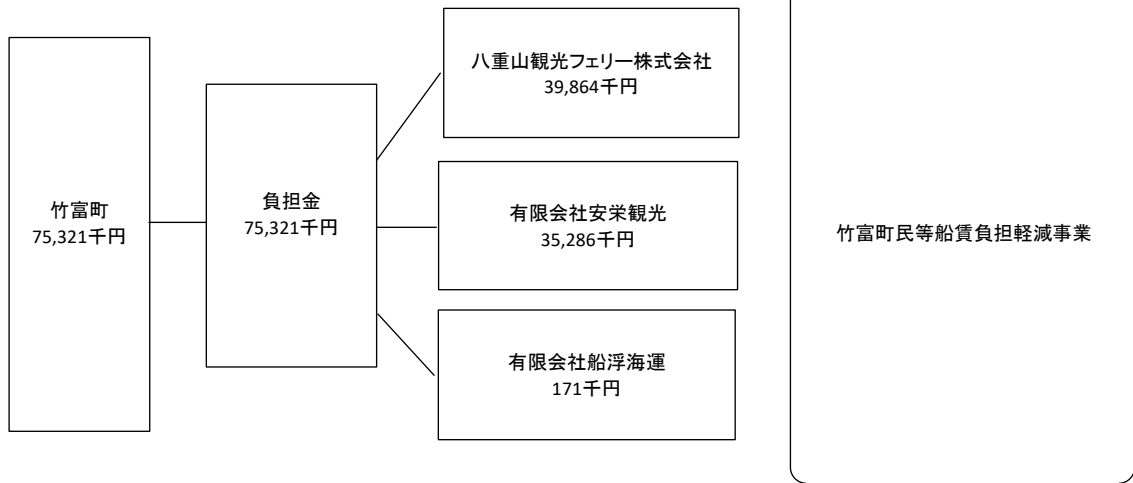 竹富町
75,321千円
負担金
75,321千円
八重山観光フェリー株式会社
39,864千円
有限会社安栄観光
35,286千円
有限会社船浮海運
171千円
竹富町民等船賃負担軽減事業